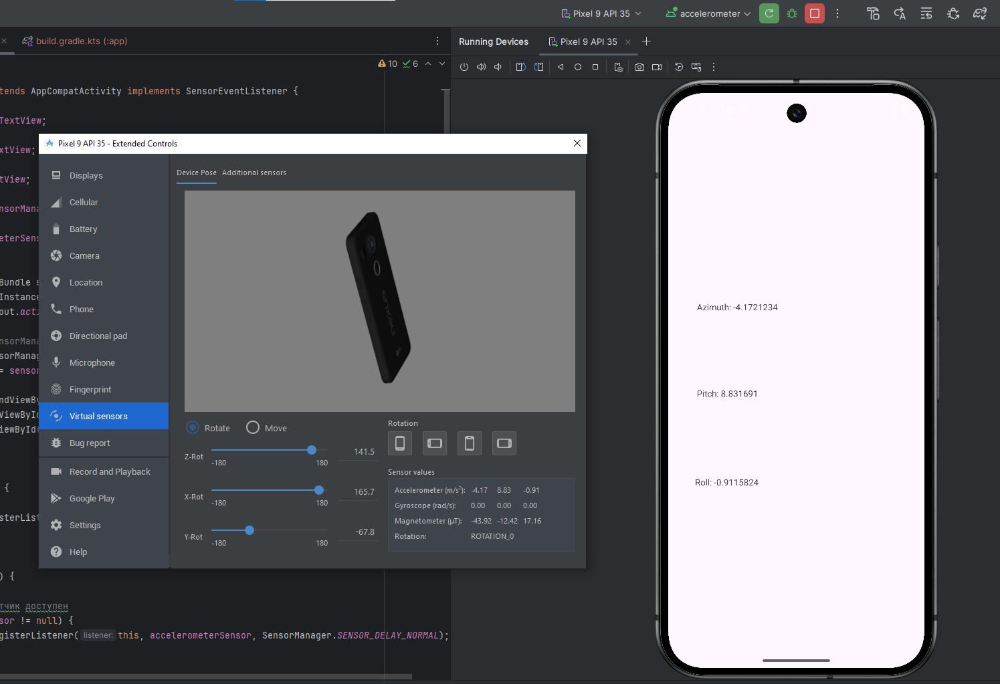 Pixel 9 API 35
accelerometer
build.gradle.kts (:app)
Running Devices
Pixel 9 API 35
10
6
tends AppCompatActivity implements SensorEventListener {
TextView;
xtView;
tView;
nsorMana
eterSens
Bundle s
Instance
out.acti
nsorMana
sorManag
= sensor
ndViewBy
ViewById
iewById(
{
sterList
) {
тчик доступен
sor != null) {
gisterListener( listener: this, accelerometerSensor, SensorManager.SENSOR_DELAY_NORMAL);
Pixel 9 API 35 - Extended Controls
Displays
Cellular
Battery
Camera
Location
Phone
Directional pad
Microphone
Fingerprint
Virtual sensors
Bug report
Record and Playback
Google Play
Settings
Help
Device Pose
Additional sensors
Rotate
Move
Z-Rot
-180
180
141.5
X-Rot
-180
180
165.7
Y-Rot
-180
180
-67.8
Rotation
Sensor values
Accelerometer (m/s²): -4.17 8.83 -0.91
Gyroscope (rad/s): 0.00 0.00 0.00
Magnetometer (μT): -43.92 -12.42 17.16
Rotation: ROTATION_0
Azimuth: -4.1721234
Pitch: 8.831691
Roll: -0.9115824